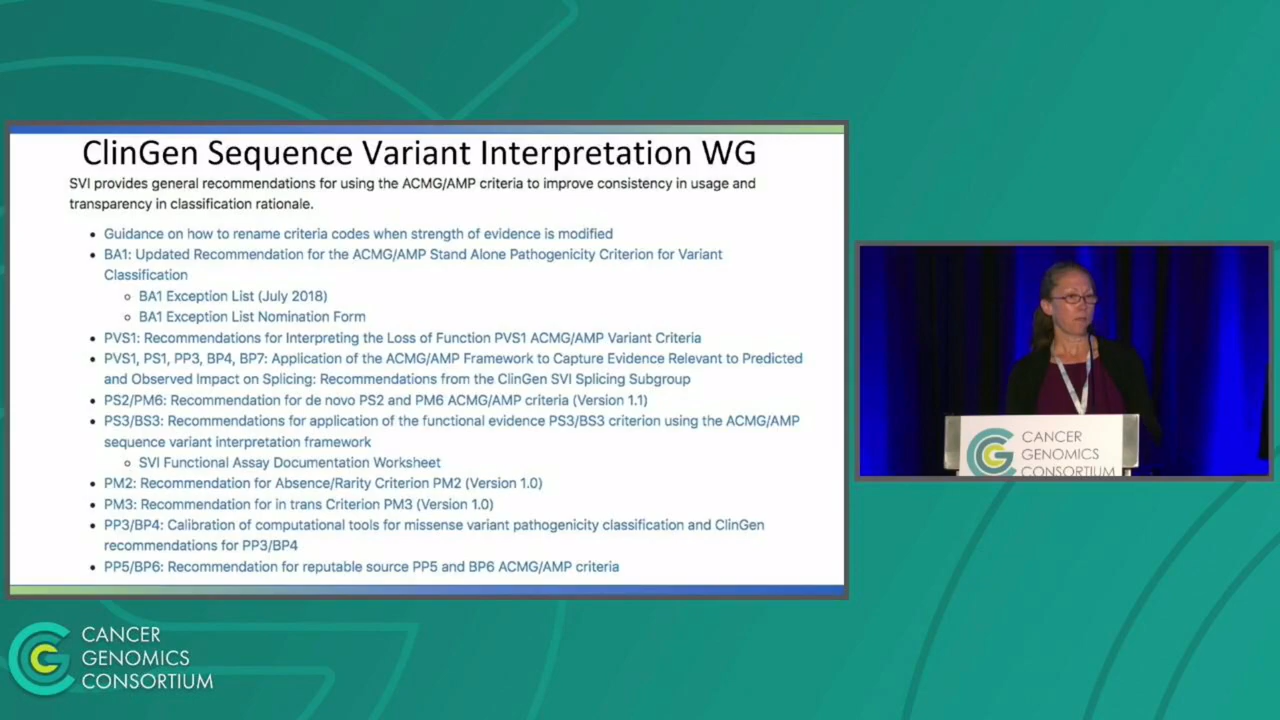 ClinGen Sequence Variant Interpretation WG
SVI provides general recommendations for using the ACMG/AMP criteria to improve consistency in usage and
transparency in classification rationale.
• Guidance on how to rename criteria codes when strength of evidence is modified
• BA1: Updated Recommendation for the ACMG/AMP Stand Alone Pathogenicity Criterion for Variant
Classification
◦ BA1 Exception List (July 2018)
◦ BA1 Exception List Nomination Form
• PVS1: Recommendations for Interpreting the Loss of Function PVS1 ACMG/AMP Variant Criteria
• PVS1, PS1, PP3, BP4, BP7: Application of the ACMG/AMP Framework to Capture Evidence Relevant to Predicted
and Observed Impact on Splicing: Recommendations from the ClinGen SVI Splicing Subgroup
• PS2/PM6: Recommendation for de novo PS2 and PM6 ACMG/AMP criteria (Version 1.1)
• PS3/BS3: Recommendations for application of the functional evidence PS3/BS3 criterion using the ACMG/AMP
sequence variant interpretation framework
◦ SVI Functional Assay Documentation Worksheet
• PM2: Recommendation for Absence/Rarity Criterion PM2 (Version 1.0)
• PM3: Recommendation for in trans Criterion PM3 (Version 1.0)
• PP3/BP4: Calibration of computational tools for missense variant pathogenicity classification and ClinGen
recommendations for PP3/BP4
• PP5/BP6: Recommendation for reputable source PP5 and BP6 ACMG/AMP criteria
CANCER
GENOMICS
CONSORTIUM
CANCER
GENOMICS
CONSORTIUM